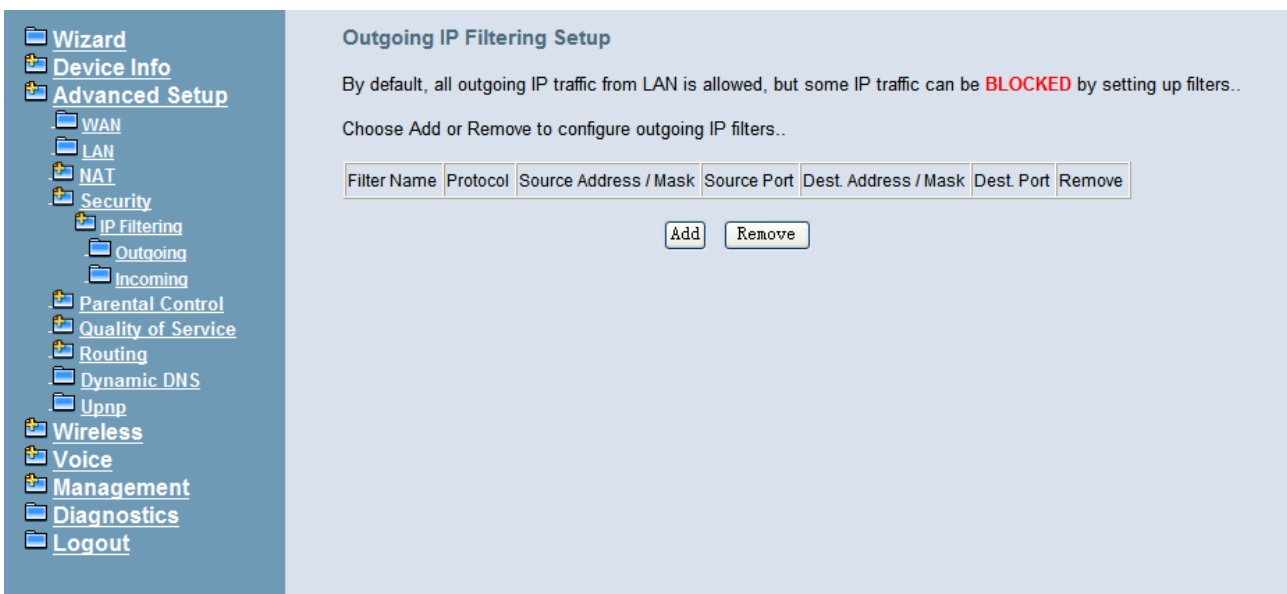 Wizard
Device Info
Advanced Setup
WAN
LAN
NAT
Security
IP Filtering
Outgoing
Incoming
Parental Control
Quality of Service
Routing
Dynamic DNS
Upnp
Wireless
Voice
Management
Diagnostics
Logout
Outgoing IP Filtering Setup
By default, all outgoing IP traffic from LAN is allowed, but some IP traffic can be BLOCKED by setting up filters..
Choose Add or Remove to configure outgoing IP filters..
Filter Name Protocol Source Address / Mask Source Port Dest. Address / Mask Dest. Port Remove
Add Remove